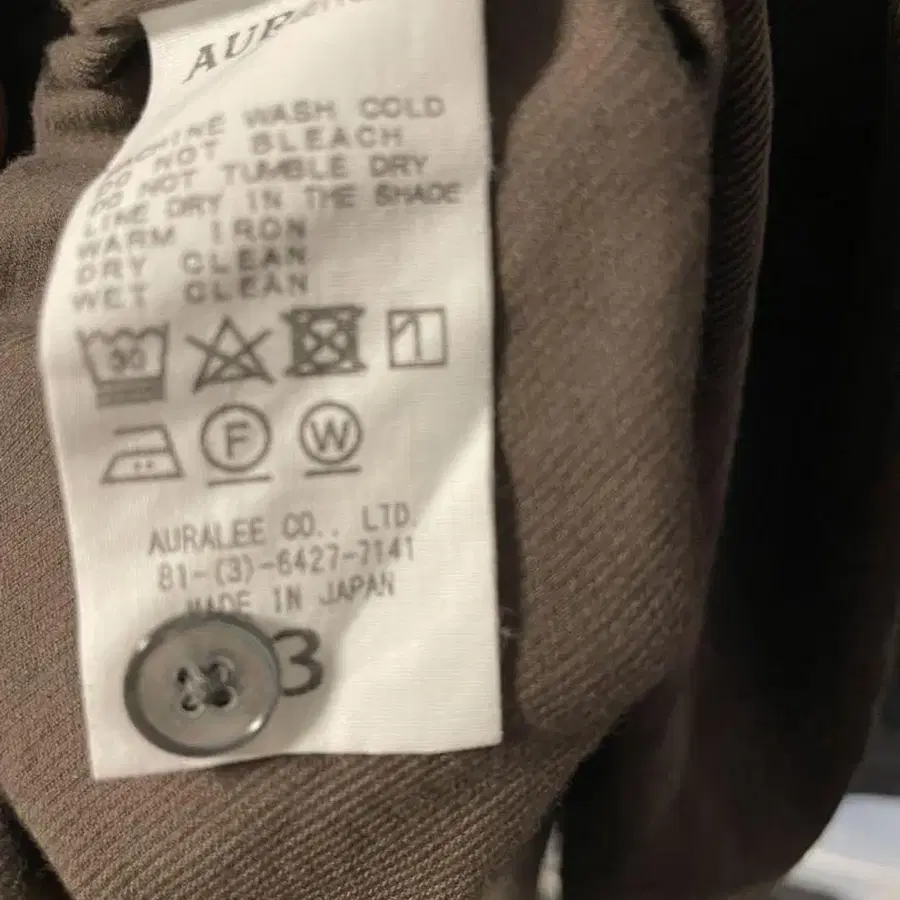 MACHINE WASH COLD
DO NOT BLEACH
DO NOT TUMBLE DRY
LINE DRY IN THE SHADE
WARM IRON
DRY CLEAN
WET CLEAN
30
F W
AURALEE CO., LTD.
81-(3)-6427-7141
MADE IN JAPAN
3